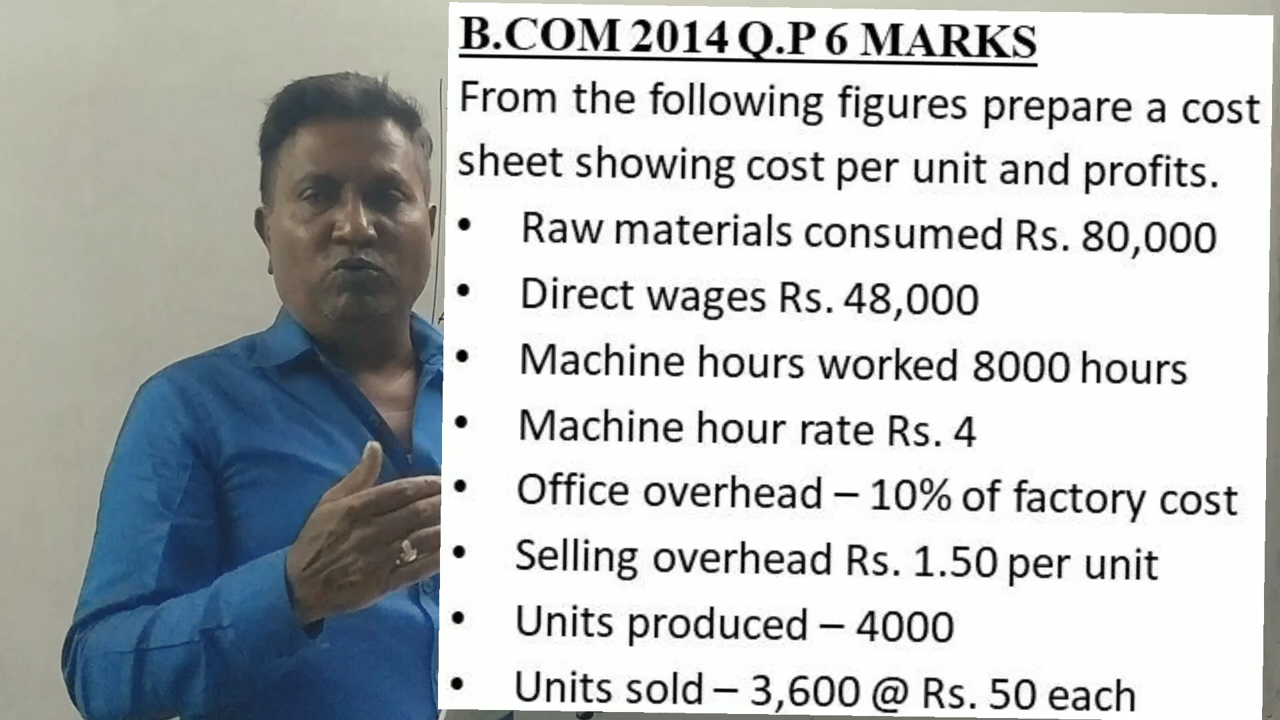 B.COM 2014 Q.P 6 MARKS
From the following figures prepare a cost
sheet showing cost per unit and profits.
• Raw materials consumed Rs. 80,000
• Direct wages Rs. 48,000
• Machine hours worked 8000 hours
• Machine hour rate Rs. 4
• Office overhead – 10% of factory cost
• Selling overhead Rs. 1.50 per unit
• Units produced – 4000
• Units sold – 3,600 @ Rs. 50 each